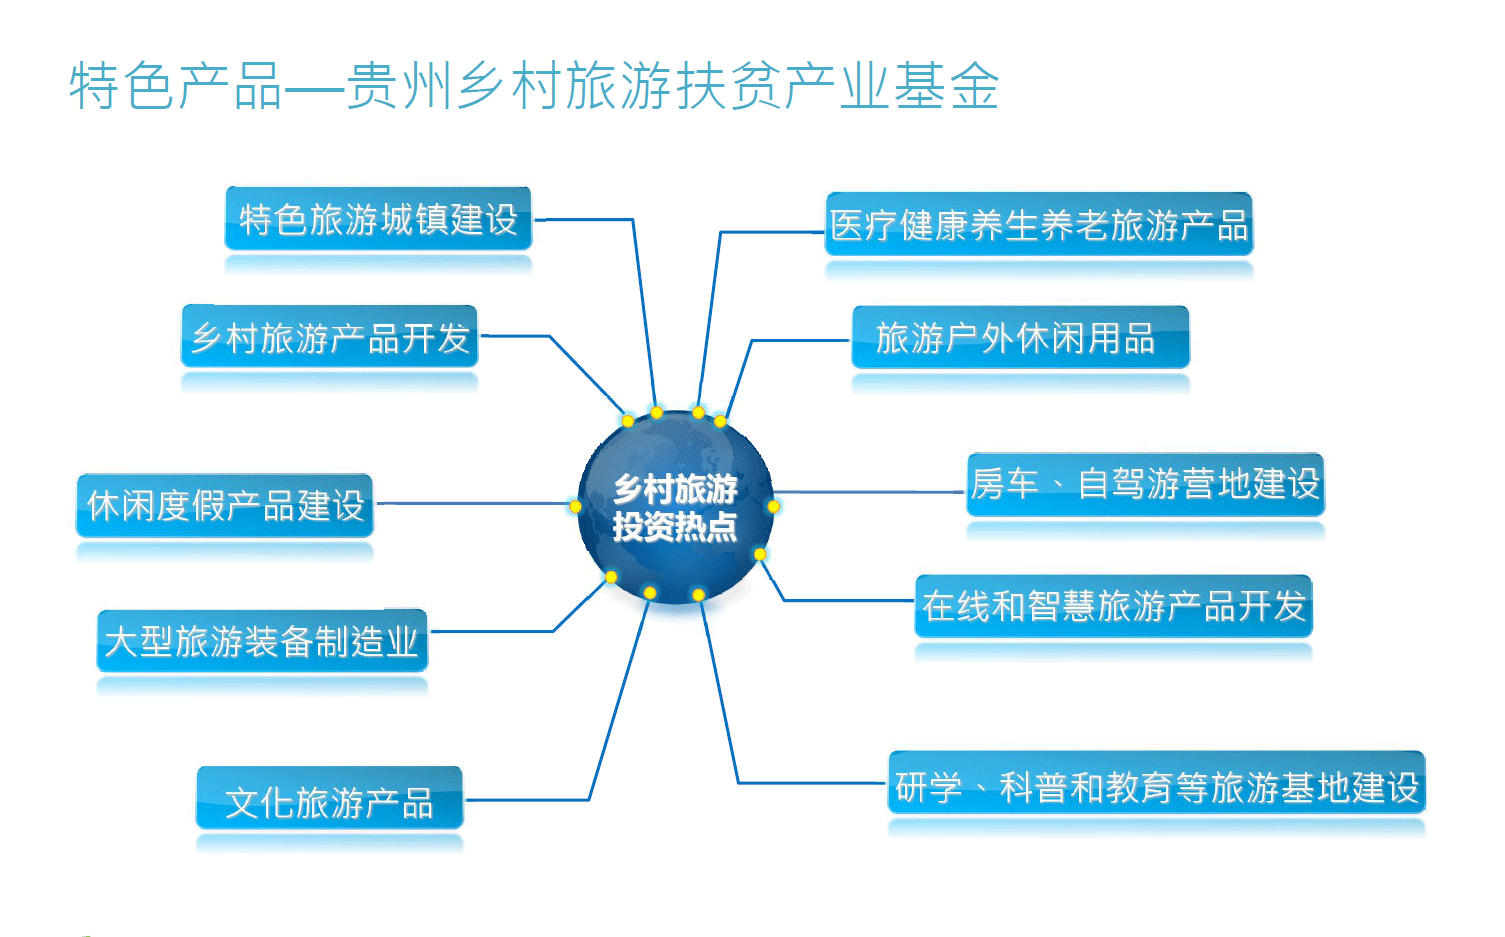 特色产品——贵州乡村旅游扶贫产业基金
特色旅游城镇建设
乡村旅游产品开发
休闲度假产品建设
大型旅游装备制造业
文化旅游产品
乡村旅游
投资热点
医疗健康养生养老旅游产品
旅游户外休闲用品
房车、自驾游营地建设
在线和智慧旅游产品开发
研学、科普和教育等旅游基地建设